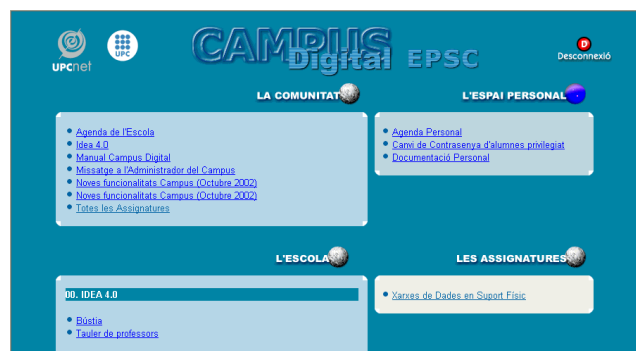 UPCnet
UPC
CAMPUS
Digital EPSC
D
Desconnexió
LA COMUNITAT
L'ESPAI PERSONAL
Agenda de l'Escola
Idea 4.0
Manual Campus Digital
Missatge a l'Administrador del Campus
Noves funcionalitats Campus (Octubre 2002)
Noves funcionalitats Campus (Octubre 2002)
Totes les Assignatures
Agenda Personal
Canvi de Contrasenya d'alumnes privilegiat
Documentació Personal
L'ESCOLA
LES ASSIGNATURES
00. IDEA 4.0
Bústia
Tauler de professors
Xarxes de Dades en Suport Físic